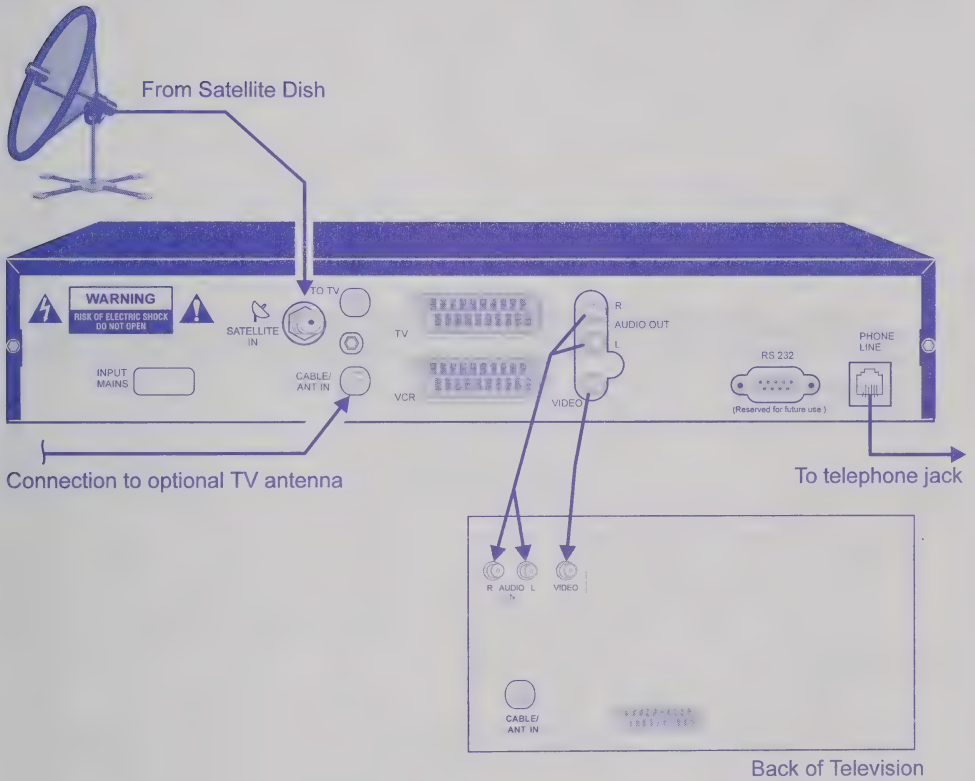 From Satellite Dish
WARNING
RISK OF ELECTRIC SHOCK
DO NOT OPEN
SATELLITE
IN
TO TV
TV
R
AUDIO OUT
L
PHONE
LINE
RS 232
INPUT
MAINS
CABLE/
ANT IN
VCR
VIDEO
(Reserved for future use )
Connection to optional TV antenna
To telephone jack
R AUDIO L VIDEO
CABLE/
ANT IN
Back of Television